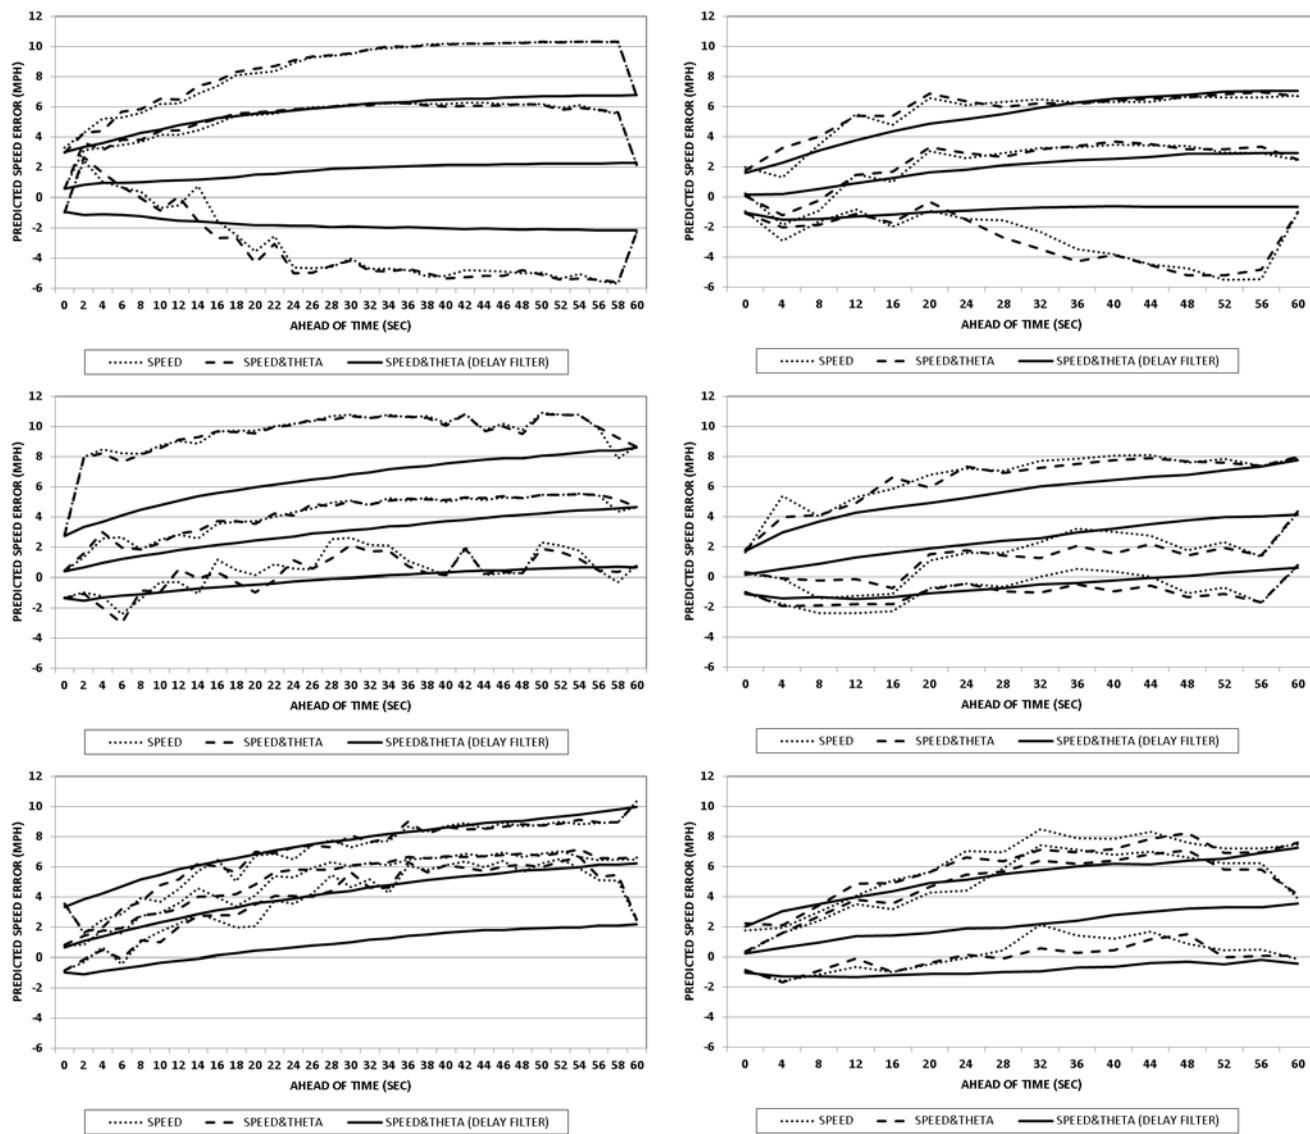 PREDICTED SPEED ERROR (MPH)
12
10
8
6
4
2
0
-2
-4
-6
0 2 4 6 8 10 12 14 16 18 20 22 24 26 28 30 32 34 36 38 40 42 44 46 48 50 52 54 56 58 60
AHEAD OF TIME (SEC)
SPEED SPEED&THETA SPEED&THETA (DELAY FILTER)
PREDICTED SPEED ERROR (MPH)
12
10
8
6
4
2
0
-2
-4
-6
0 4 8 12 16 20 24 28 32 36 40 44 48 52 56 60
AHEAD OF TIME (SEC)
SPEED SPEED&THETA SPEED&THETA (DELAY FILTER)
PREDICTED SPEED ERROR (MPH)
12
10
8
6
4
2
0
-2
-4
-6
0 2 4 6 8 10 12 14 16 18 20 22 24 26 28 30 32 34 36 38 40 42 44 46 48 50 52 54 56 58 60
AHEAD OF TIME (SEC)
SPEED SPEED&THETA SPEED&THETA (DELAY FILTER)
PREDICTED SPEED ERROR (MPH)
12
10
8
6
4
2
0
-2
-4
-6
0 4 8 12 16 20 24 28 32 36 40 44 48 52 56 60
AHEAD OF TIME (SEC)
SPEED SPEED&THETA SPEED&THETA (DELAY FILTER)
PREDICTED SPEED ERROR (MPH)
12
10
8
6
4
2
0
-2
-4
-6
0 2 4 6 8 10 12 14 16 18 20 22 24 26 28 30 32 34 36 38 40 42 44 46 48 50 52 54 56 58 60
AHEAD OF TIME (SEC)
SPEED SPEED&THETA SPEED&THETA (DELAY FILTER)
PREDICTED SPEED ERROR (MPH)
12
10
8
6
4
2
0
-2
-4
-6
0 4 8 12 16 20 24 28 32 36 40 44 48 52 56 60
AHEAD OF TIME (SEC)
SPEED SPEED&THETA SPEED&THETA (DELAY FILTER)